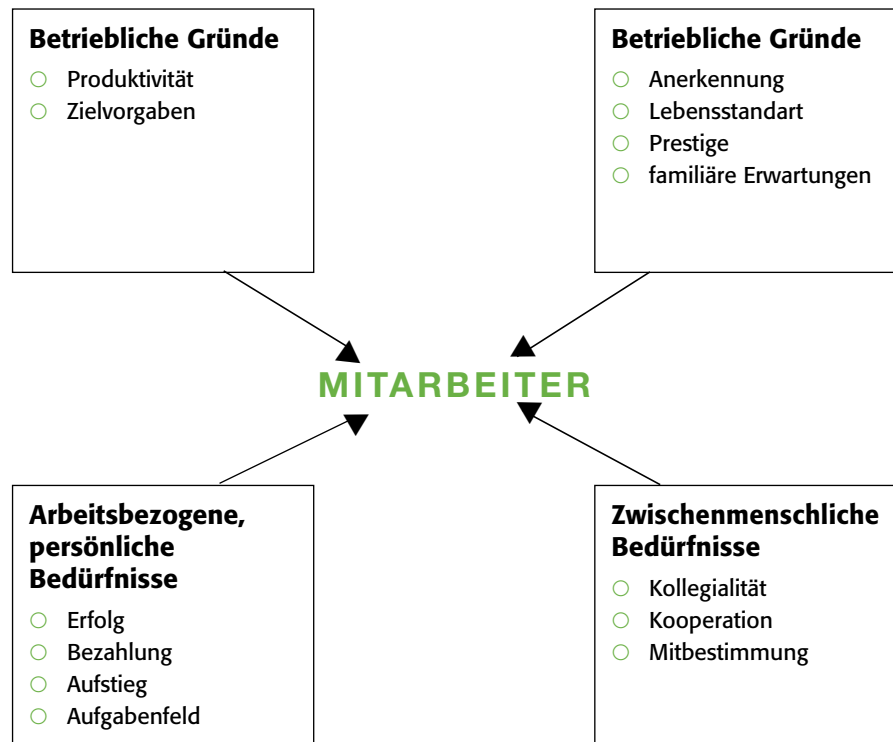 Betriebliche Gründe
Produktivität
Zielvorgaben
Betriebliche Gründe
Anerkennung
Lebensstandart
Prestige
familiäre Erwartungen
MITARBEITER
Arbeitsbezogene,
persönliche
Bedürfnisse
Erfolg
Bezahlung
Aufstieg
Aufgabenfeld
Zwischenmenschliche
Bedürfnisse
Kollegialität
Kooperation
Mitbestimmung